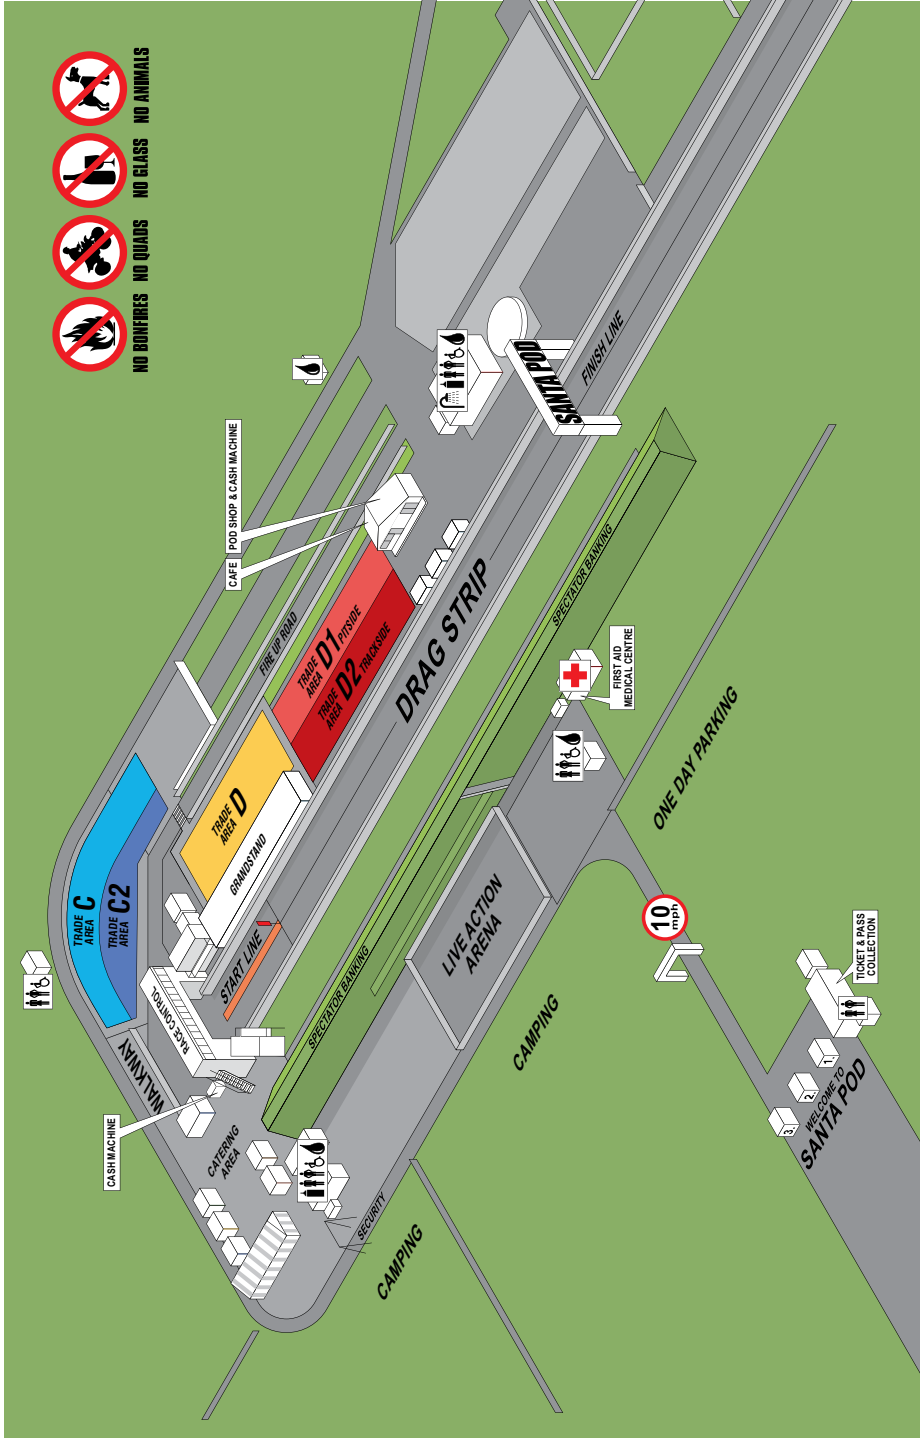 NO BONFIRES
NO QUADS
NO GLASS
NO ANIMALS
CASH MACHINE
WALKWAY
TRADE
AREA C
TRADE
AREA C2
RACE CONTROL
CATERING
AREA
CAFE
POD SHOP & CASH MACHINE
FIRE UP ROAD
TRADE
AREA D
GRANDSTAND
TRADE
AREA D1 PITSIDE
TRADE
AREA D2 TRACKSIDE
START LINE
DRAG STRIP
SANTA POD
FINISH LINE
SPECTATOR BANKING
SPECTATOR BANKING
SECURITY
LIVE ACTION
ARENA
FIRST AID
MEDICAL CENTRE
CAMPING
CAMPING
ONE DAY PARKING
10
mph
TICKET & PASS
COLLECTION
3.
2.
1.
WELCOME TO
SANTA POD